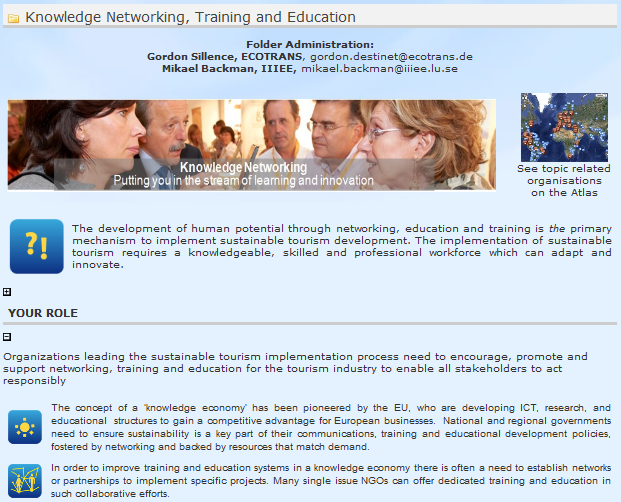 Knowledge Networking, Training and Education
Folder Administration:
Gordon Sillence, ECOTRANS, gordon.destinet@ecotrans.de
Mikael Backman, IIIEE, mikael.backman@iiiee.lu.se
Knowledge Networking
Putting you in the stream of learning and innovation
See topic related
organisations
on the Atlas
?!
The development of human potential through networking, education and training is the primary
mechanism to implement sustainable tourism development. The implementation of sustainable
tourism requires a knowledgeable, skilled and professional workforce which can adapt and
innovate.
YOUR ROLE
Organizations leading the sustainable tourism implementation process need to encourage, promote and
support networking, training and education for the tourism industry to enable all stakeholders to act
responsibly
The concept of a 'knowledge economy' has been pioneered by the EU, who are developing ICT, research, and
educational structures to gain a competitive advantage for European businesses. National and regional governments
need to ensure sustainability is a key part of their communications, training and educational development policies,
fostered by networking and backed by resources that match demand.
In order to improve training and education systems in a knowledge economy there is often a need to establish networks
or partnerships to implement specific projects. Many single issue NGOs can offer dedicated training and education in
such collaborative efforts.